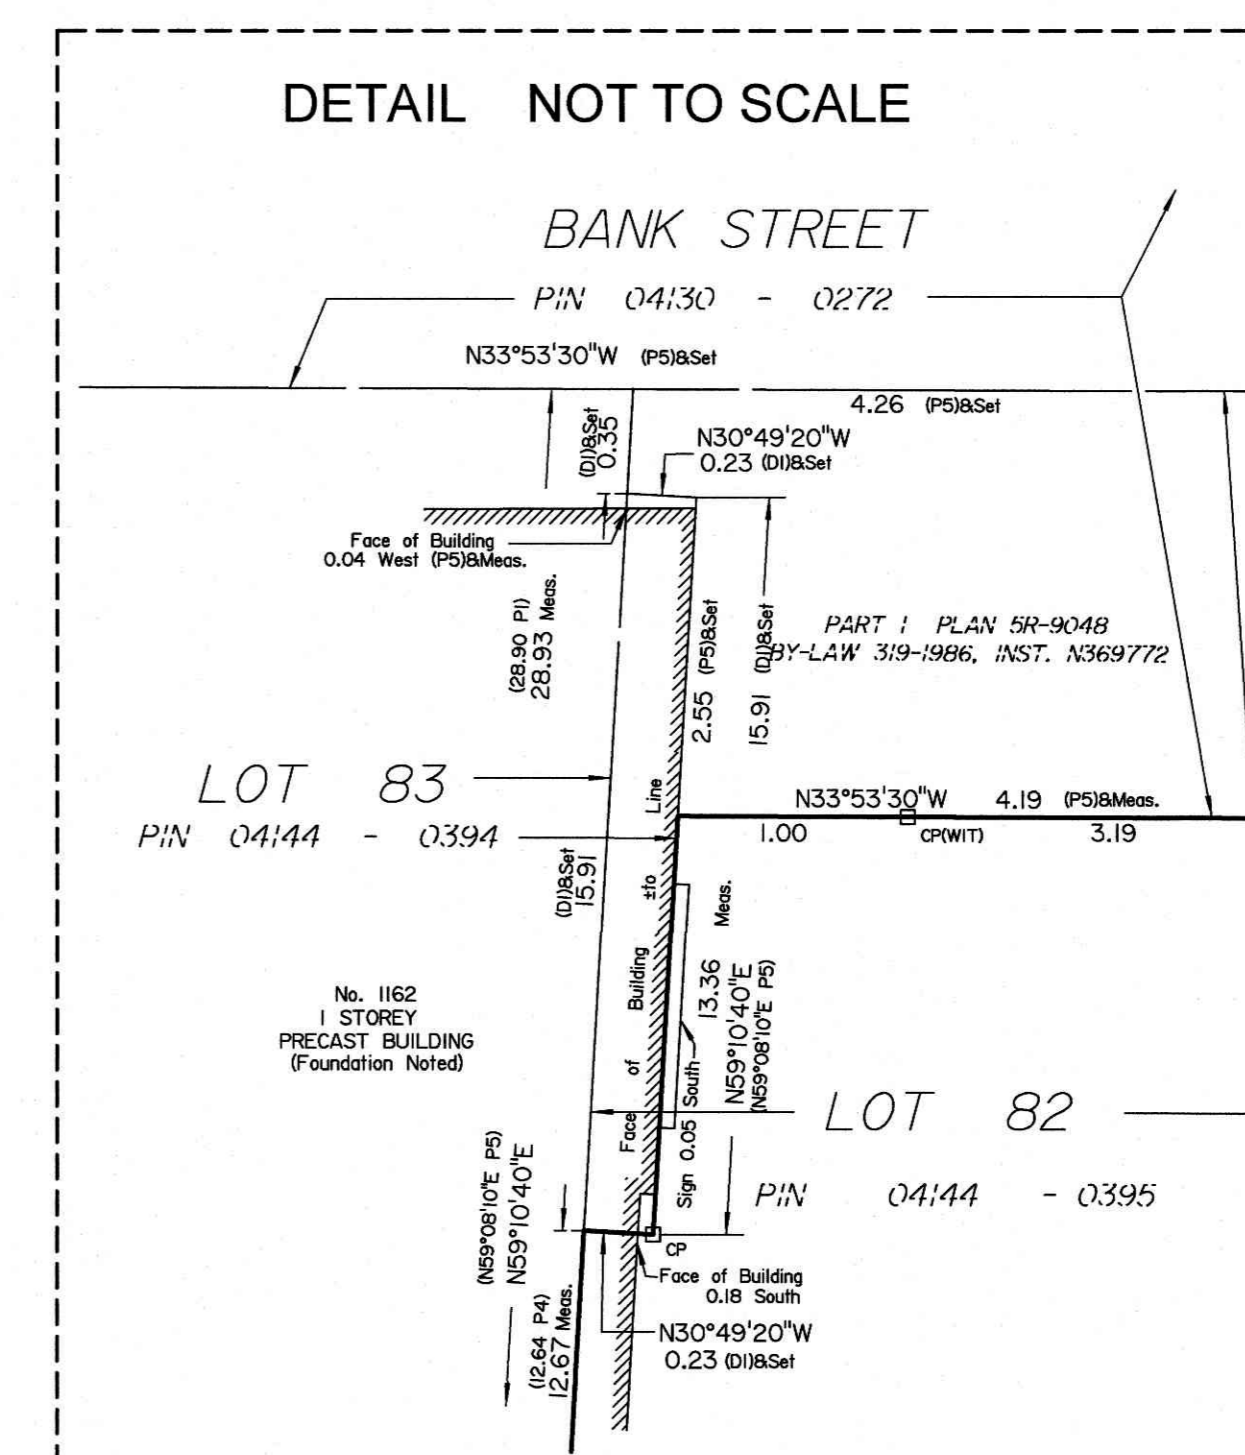 DETAIL NOT TO SCALE
BANK STREET
PIN 04130 - 0272
N33°53'30"W (P5)&Set
4.26 (P5)&Set
(D1)&Set
0.35
N30°49'20"W
0.23 (D1)&Set
Face of Building
0.04 West (P5)&Meas.
(28.90 P1)
28.93 Meas.
2.55 (P5)&Set
15.91 (D1)&Set
PART 1 PLAN 5R-9048
BY-LAW 319-1986, INST. N369772
LOT 83
PIN 04144 - 0394
N33°53'30"W 4.19 (P5)&Meas.
1.00 CP(WIT) 3.19
(D1)&Set
15.91
Face of Building ±to Line
13.36 Meas.
N59°10'40"E
(N59°08'10"E P5)
Sign 0.05 South
No. 1162
1 STOREY
PRECAST BUILDING
(Foundation Noted)
LOT 82
PIN 04144 - 0395
(N59°08'10"E P5)
N59°10'40"E
(12.64 P4)
12.67 Meas.
CP
Face of Building
0.18 South
N30°49'20"W
0.23 (D1)&Set